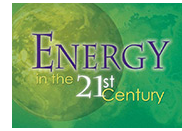 ENERGY
in the 21st
Century